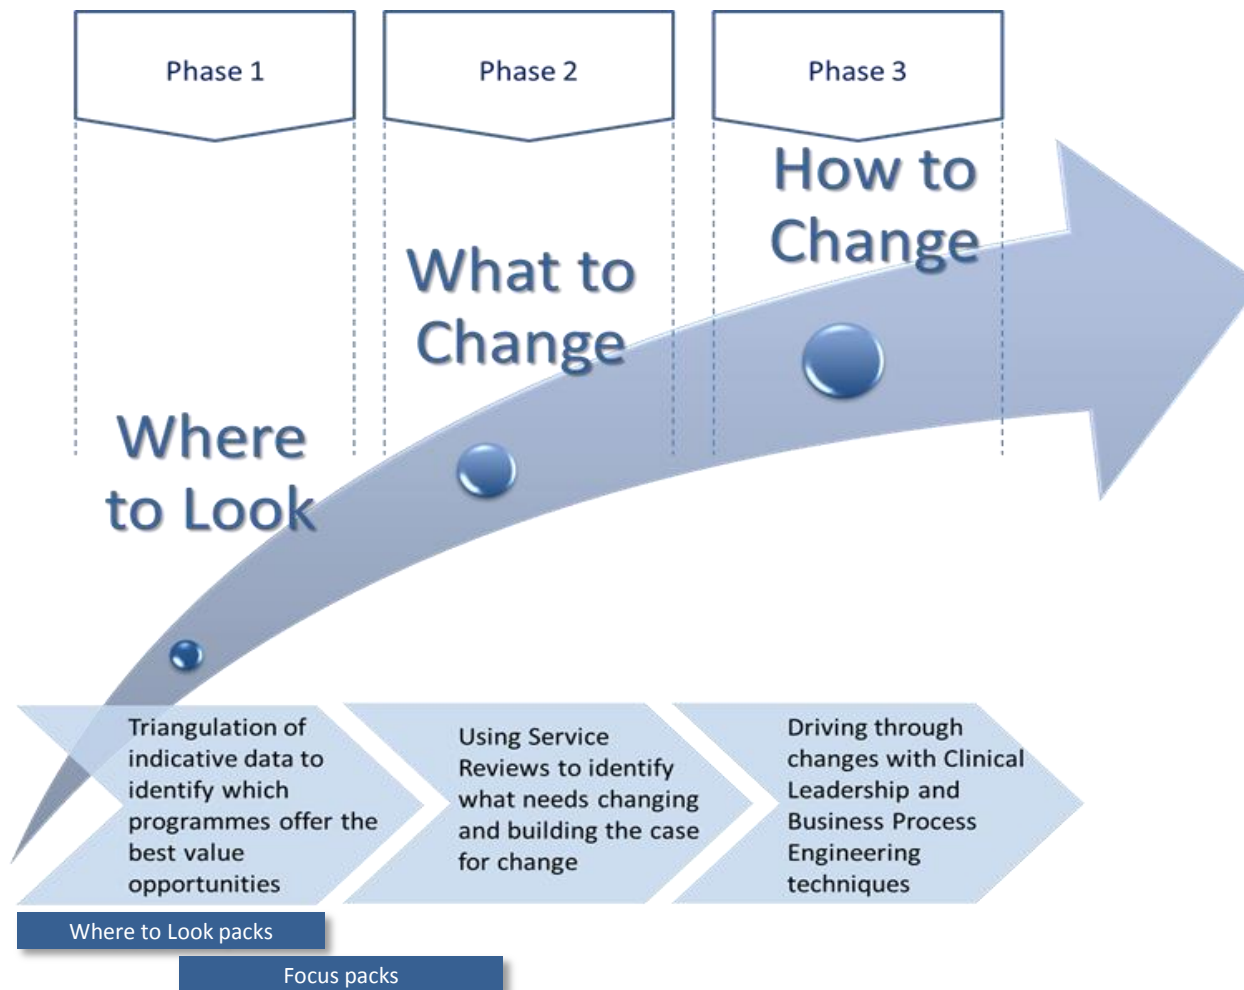 Phase 1
Phase 2
Phase 3
How to
Change
What to
Change
Where
to Look
Triangulation of
indicative data to
identify which
programmes offer the
best value
opportunities
Using Service
Reviews to identify
what needs changing
and building the case
for change
Driving through
changes with Clinical
Leadership and
Business Process
Engineering
techniques
Where to Look packs
Focus packs